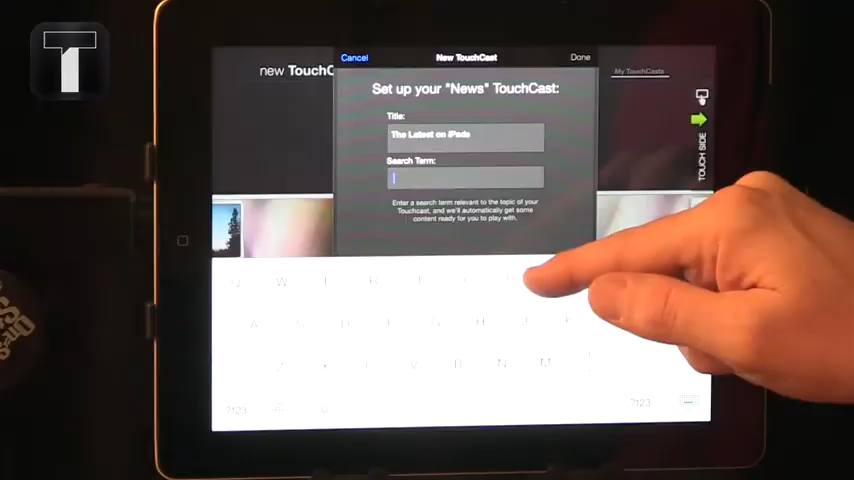 T
Cancel
New TouchCast
Done
new TouchC
My TouchCasts
Set up your "News" TouchCast:
Title:
The Latest on iPads
Search Term:
Enter a search term relevant to the topic of your
Touchcast, and we'll automatically get some
content ready for you to play with.
TOUCH SIDE
Q W
A
Z V B N M
.?123
.?123